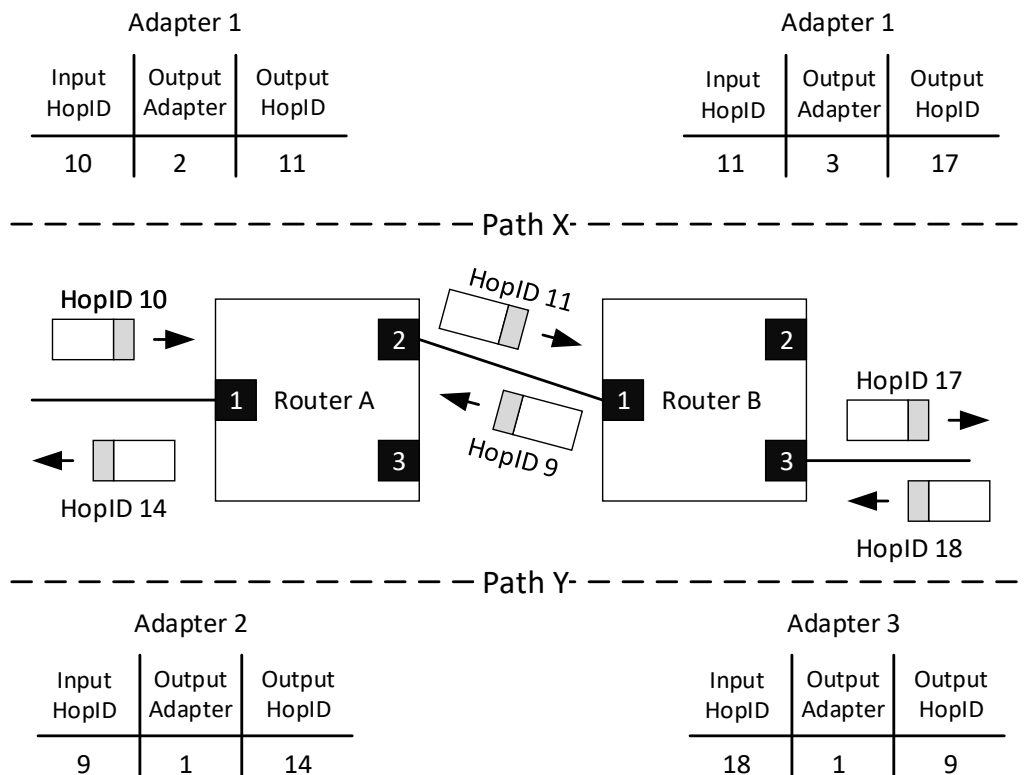 Adapter 1
Adapter 1
Input HopID
Output Adapter
Output HopID
Input HopID
Output Adapter
Output HopID
10 2 11
11 3 17
Path X
HopID 10
HopID 11
2
2
HopID 17
1 Router A
1 Router B
3
HopID 9
3
HopID 14
HopID 18
Path Y
Adapter 2
Adapter 3
Input HopID
Output Adapter
Output HopID
Input HopID
Output Adapter
Output HopID
9 1 14
18 1 9